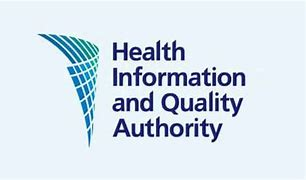 Health
Information
and Quality
Authority